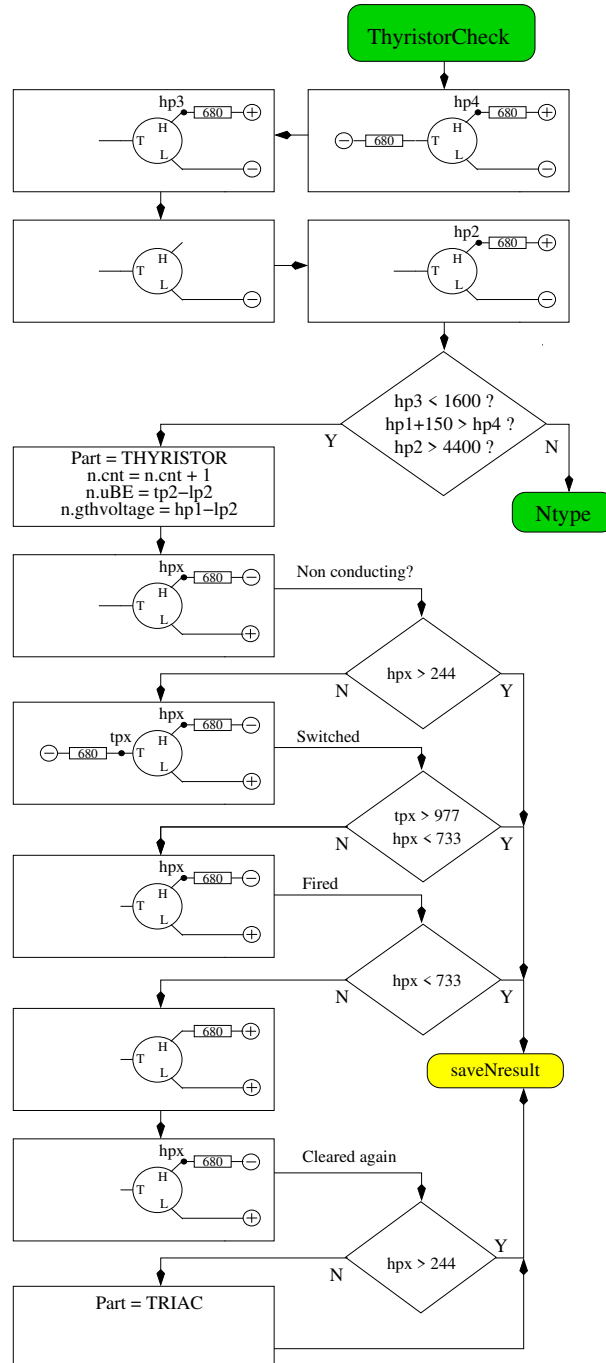 ThyristorCheck
hp3
H
680
+
T
L
−
hp4
H
680
+
−
680
T
L
−
H
T
L
−
hp2
H
680
+
T
L
−
hp3 < 1600 ?
hp1+150 > hp4 ?
hp2 > 4400 ?
Y
N
Part = THYRISTOR
n.cnt = n.cnt + 1
n.uBE = tp2−lp2
n.gthvoltage = hp1−lp2
Ntype
hpx
H
680
−
T
L
+
Non conducting?
hpx > 244
N
Y
hpx
H
680
−
tpx
−
680
T
L
+
Switched
tpx > 977
hpx < 733
N
Y
hpx
H
680
−
T
L
+
Fired
hpx < 733
N
Y
H
680
+
T
L
+
saveNresult
hpx
H
680
−
T
L
+
Cleared again
hpx > 244
N
Y
Part = TRIAC